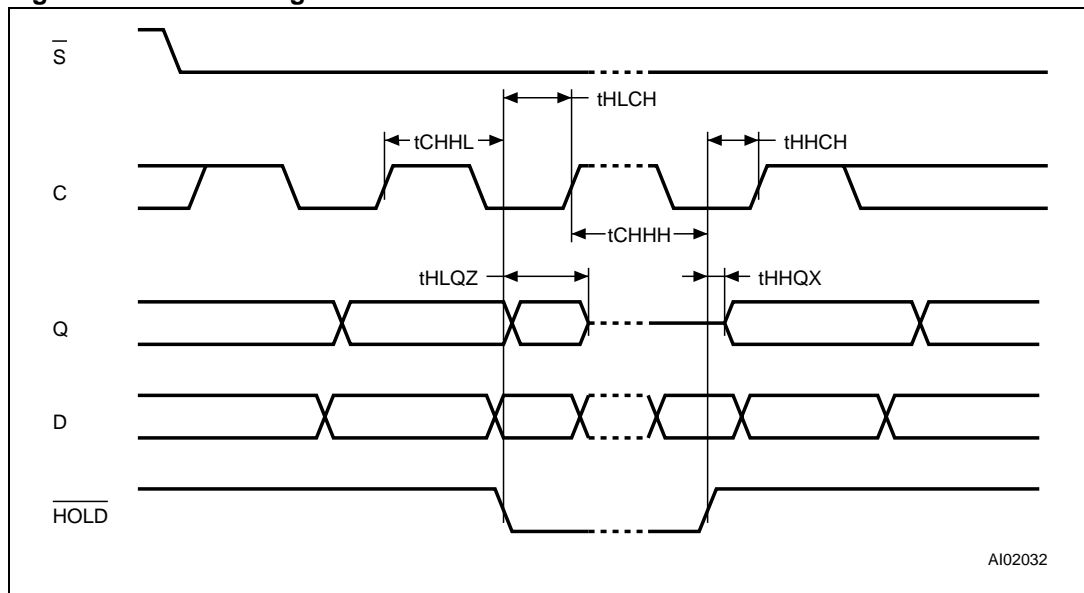 S
tHLCH
tCHHL
tHHCH
C
tCHHH
tHLQZ
tHHQX
Q
D
HOLD
AI02032